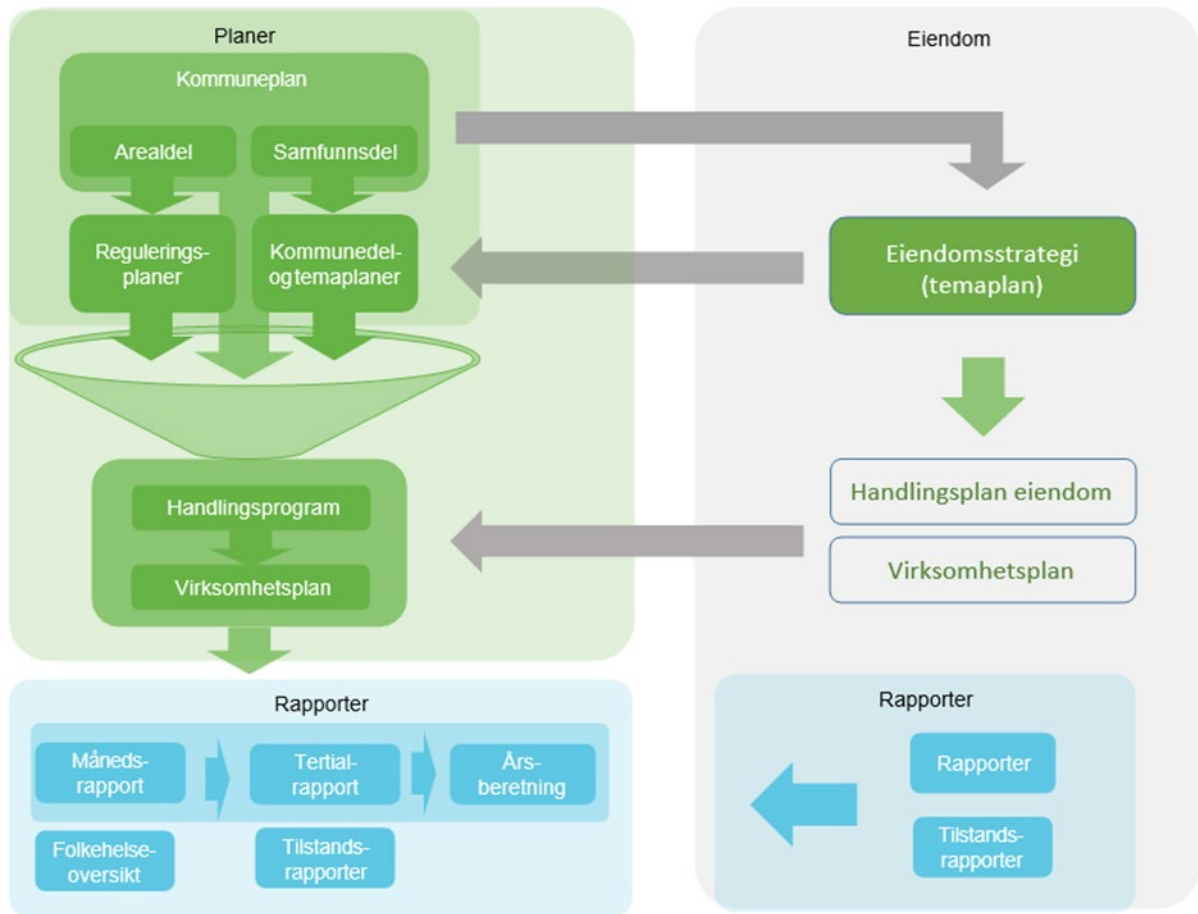 Planer
Kommuneplan
Arealdel
Samfunnsdel
Regulerings-
planer
Kommunedel-
og temaplaner
Handlingsprogram
Virksomhetsplan
Rapporter
Måneds-
rapport
Tertial-
rapport
Års-
beretning
Folkehelse-
oversikt
Tilstands-
rapporter
Eiendom
Eiendomsstrategi
(temaplan)
Handlingsplan eiendom
Virksomhetsplan
Rapporter
Rapporter
Tilstands-
rapporter